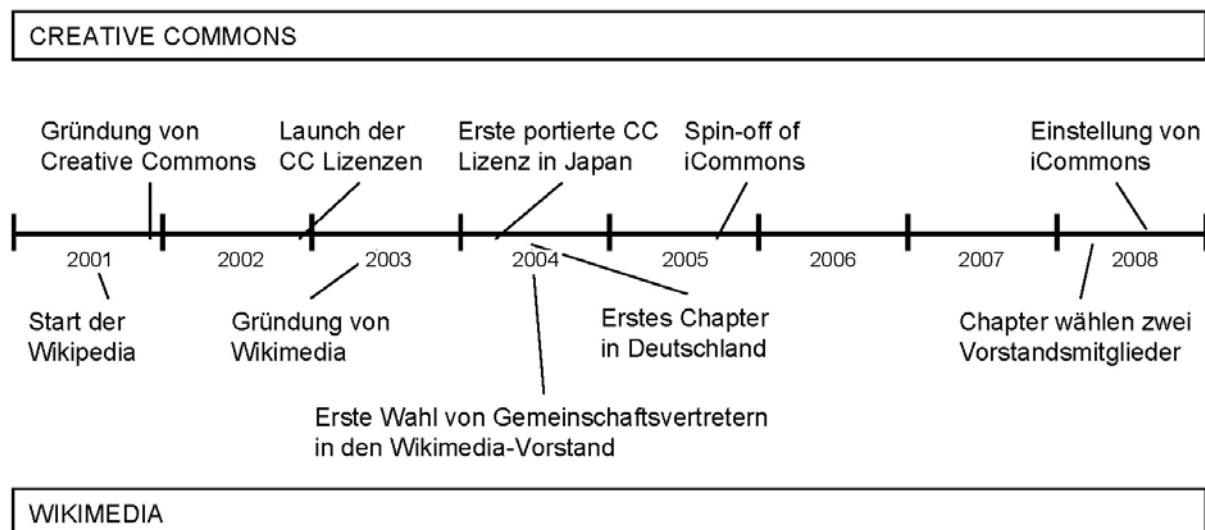 CREATIVE COMMONS
Gründung von
Creative Commons
Launch der
CC Lizenzen
Erste portierte CC
Lizenz in Japan
Spin-off of
iCommons
Einstellung von
iCommons
2001
2002
2003
2004
2005
2006
2007
2008
Start der
Wikipedia
Gründung von
Wikimedia
Erstes Chapter
in Deutschland
Chapter wählen zwei
Vorstandsmitglieder
Erste Wahl von Gemeinschaftsvertretern
in den Wikimedia-Vorstand
WIKIMEDIA